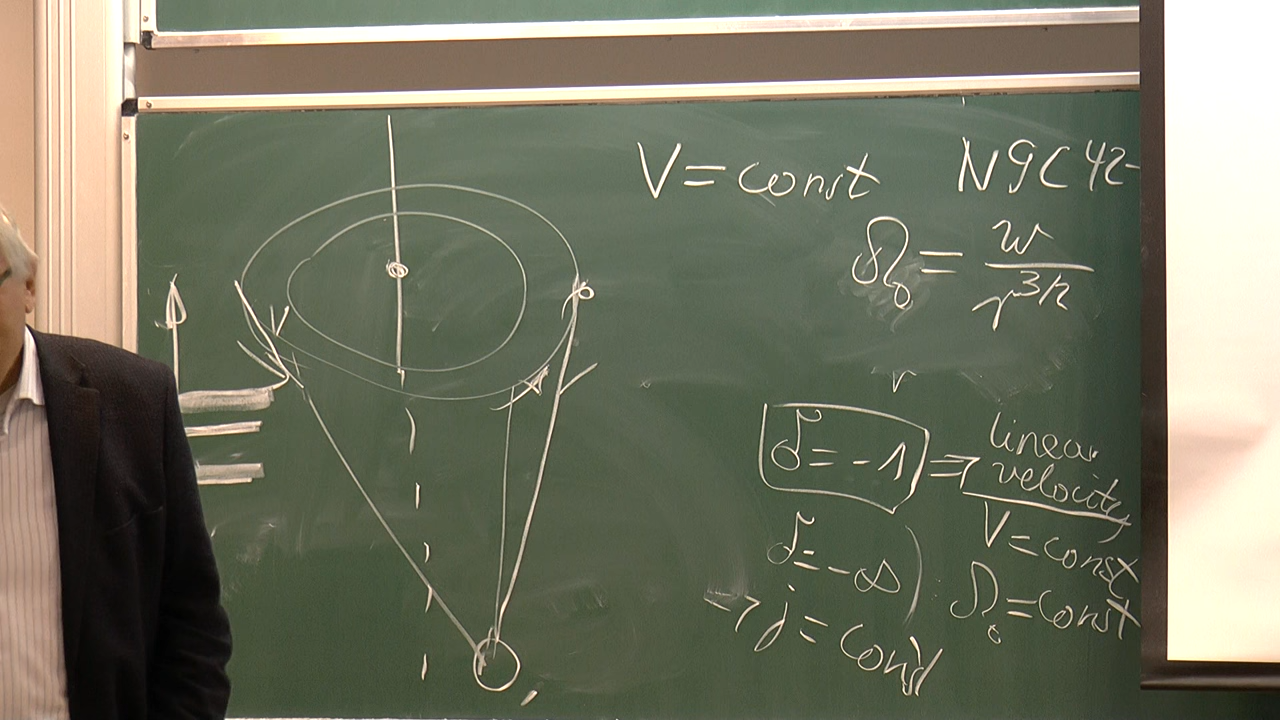 V = const NGC 42-
Ω₀ = w / r^3/2
V
δ = -1 ⇒ linear velocity
V = const
δ = -∞
Ω₀ = const
→ j = const